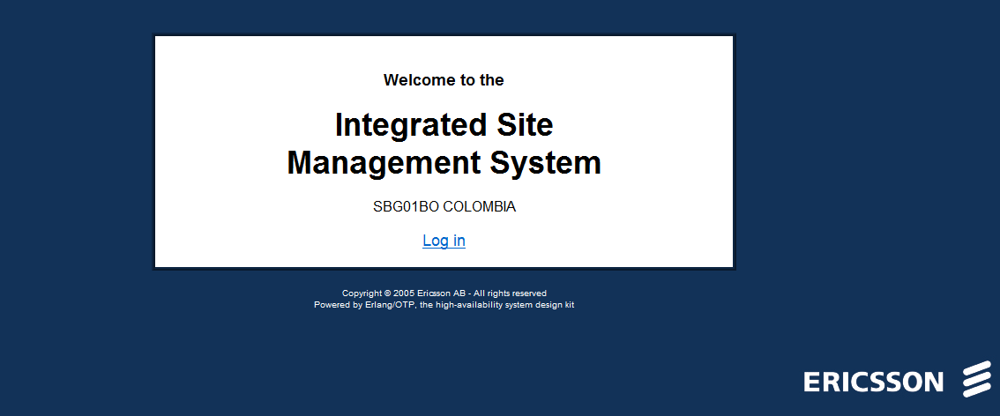 Welcome to the
Integrated Site
Management System
SBG01BO COLOMBIA
Log in
Copyright © 2005 Ericsson AB - All rights reserved
Powered by Erlang/OTP, the high-availability system design kit
ERICSSON